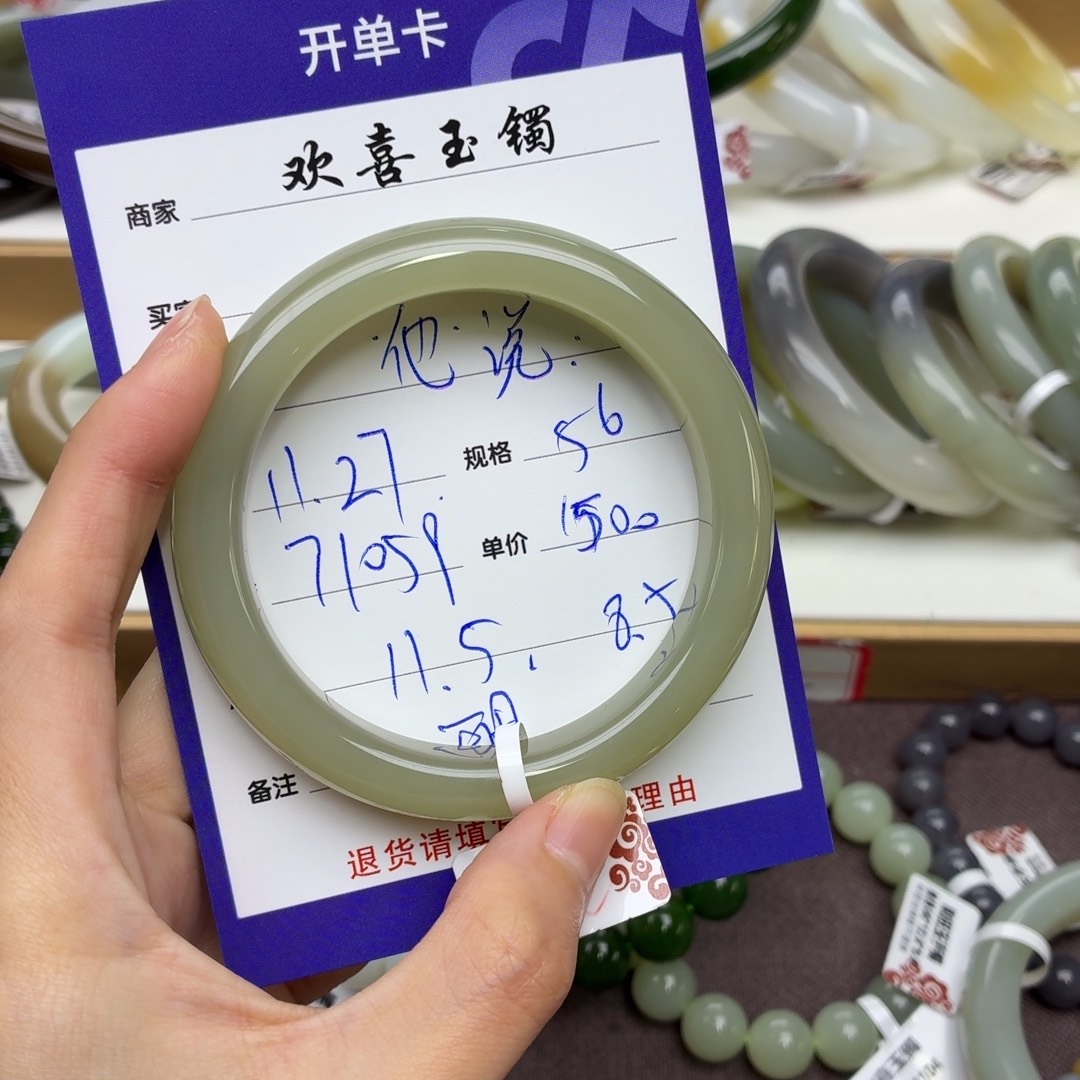 开单卡
商家 欢喜玉镯
他说
11.27 规格 56
71059 单价 1500
11.5. 8.5
备注
退货请填 理由